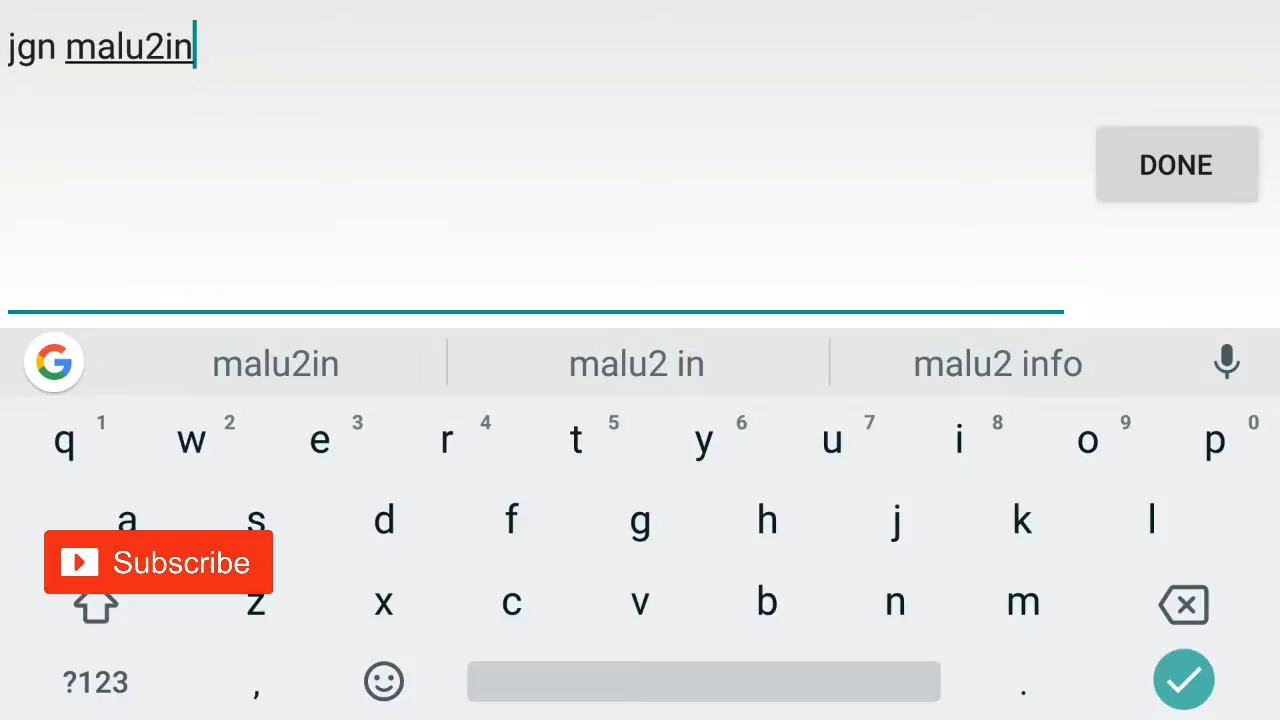 jgn malu2in
DONE
malu2in malu2 in malu2 info
q 1 w 2 e 3 r 4 t 5 y 6 u 7 i 8 o 9 p 0
a s d f g h j k l
Subscribe
z x c v b n m
?123 , .